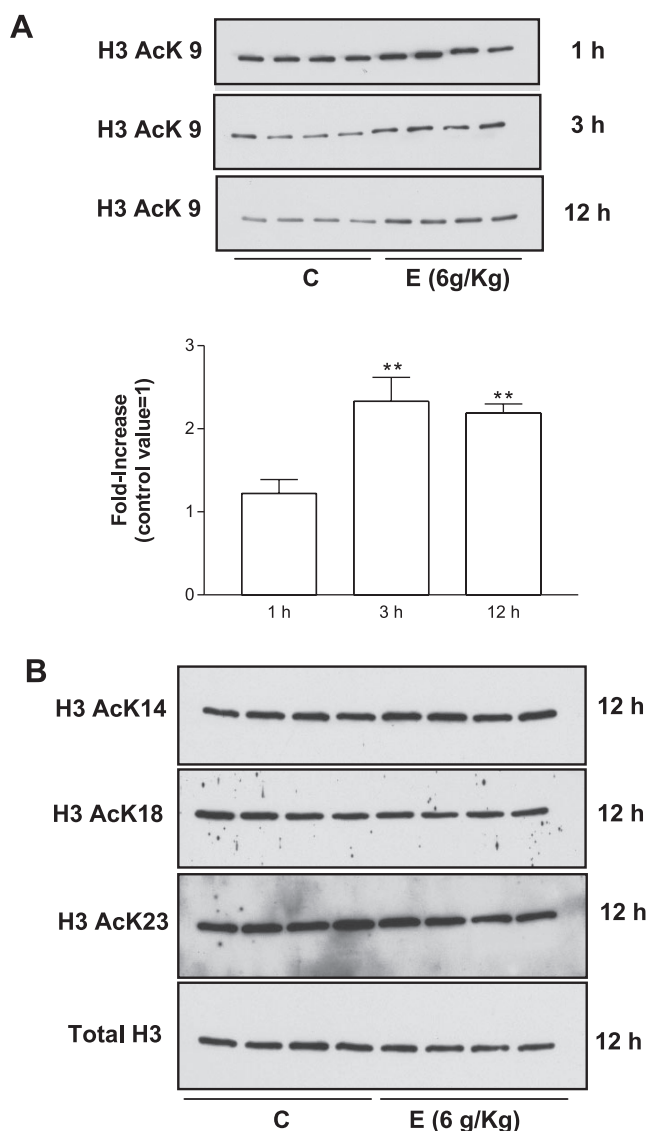 A
H3 AcK 9 1 h
H3 AcK 9 3 h
H3 AcK 9 12 h
C E (6g/Kg)
Fold-Increase
(control value=1)
3
2
1
0
** **
1 h 3 h 12 h
B
H3 AcK14 12 h
H3 AcK18 12 h
H3 AcK23 12 h
Total H3 12 h
C E (6 g/Kg)